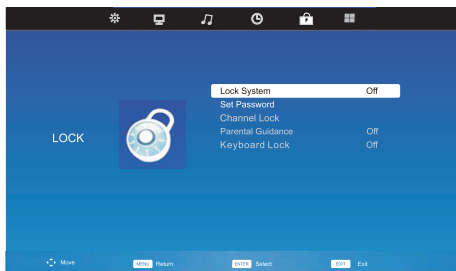 Lock System Off
Set Password
Channel Lock
Parental Guidance Off
Keyboard Lock Off
LOCK
Move MENU Return ENTER Select EXIT Exit